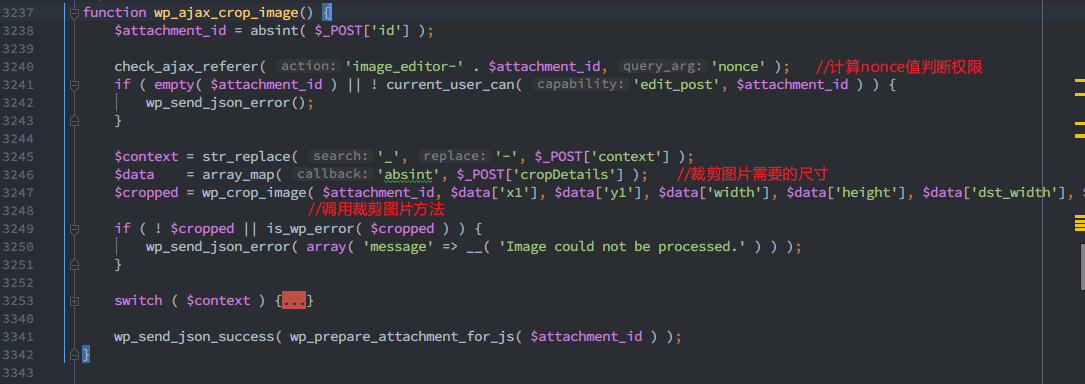 3237 function wp_ajax_crop_image() {
3238 $attachment_id = absint( $_POST['id'] );
3239
3240 check_ajax_referer( action: 'image_editor-' . $attachment_id, query_arg: 'nonce' ); //计算nonce值判断权限
3241 if ( empty( $attachment_id ) || ! current_user_can( capability: 'edit_post', $attachment_id ) ) {
3242 wp_send_json_error();
3243 }
3244
3245 $context = str_replace( search: '_', replace: '-', $_POST['context'] );
3246 $data = array_map( callback: 'absint', $_POST['cropDetails'] ); //裁剪图片需要的尺寸
3247 $cropped = wp_crop_image( $attachment_id, $data['x1'], $data['y1'], $data['width'], $data['height'], $data['dst_width'], $
3248 //调用裁剪图片方法
3249 if ( ! $cropped || is_wp_error( $cropped ) ) {
3250 wp_send_json_error( array( 'message' => __( 'Image could not be processed.' ) ) );
3251 }
3252
3253 switch ( $context ) {...}
3340
3341 wp_send_json_success( wp_prepare_attachment_for_js( $attachment_id ) );
3342 }
3343